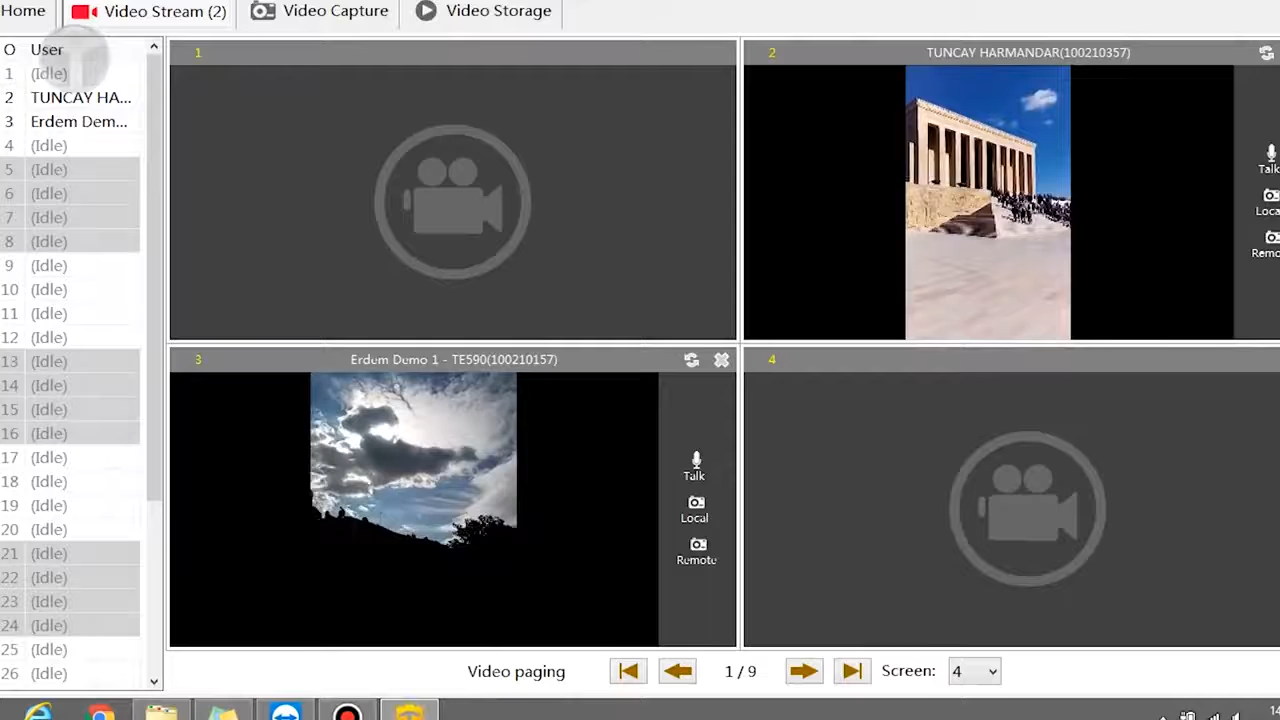 Home Video Stream (2) Video Capture Video Storage
O User
1 (Idle)
2 TUNCAY HA...
3 Erdem Dem...
4 (Idle)
5 (Idle)
6 (Idle)
7 (Idle)
8 (Idle)
9 (Idle)
10 (Idle)
11 (Idle)
12 (Idle)
13 (Idle)
14 (Idle)
15 (Idle)
16 (Idle)
17 (Idle)
18 (Idle)
19 (Idle)
20 (Idle)
21 (Idle)
22 (Idle)
23 (Idle)
24 (Idle)
25 (Idle)
26 (Idle)
1
2 TUNCAY HARMANDAR(100210357)
Talk
Loca
Remo
3 Erdem Demo 1 - TE590(100210157)
Talk
Local
Remote
4
Video paging 1 / 9 Screen: 4
14